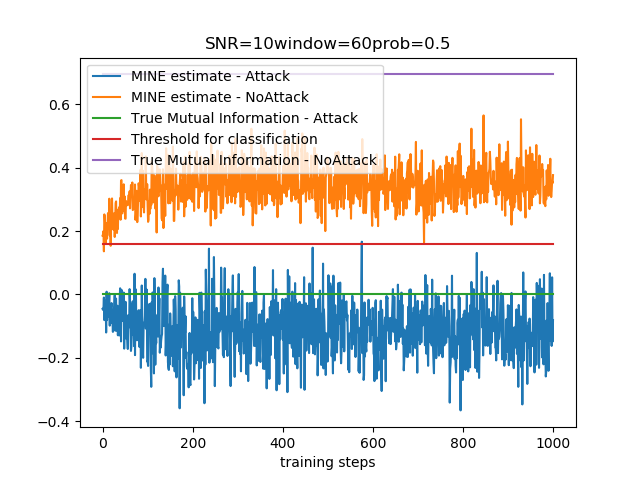 SNR=10window=60prob=0.5
MINE estimate - Attack
MINE estimate - NoAttack
True Mutual Information - Attack
Threshold for classification
True Mutual Information - NoAttack
0.6
0.4
0.2
0.0
−0.2
−0.4
0 200 400 600 800 1000
training steps